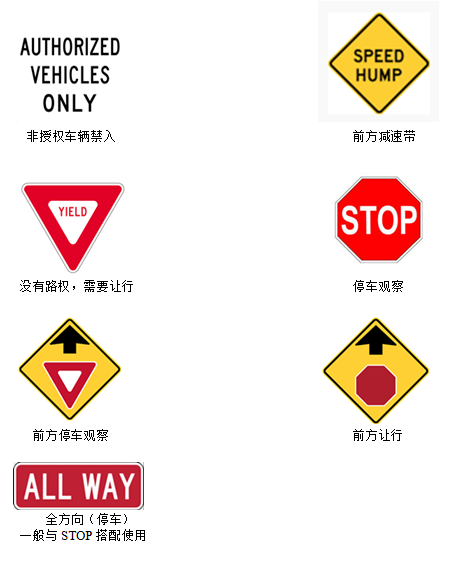 AUTHORIZED
VEHICLES
ONLY
非授权车辆禁入
SPEED
HUMP
前方减速带
YIELD
没有路权，需要让行
STOP
停车观察
前方停车观察
前方让行
ALL WAY
全方向（停车）
一般与 STOP 搭配使用